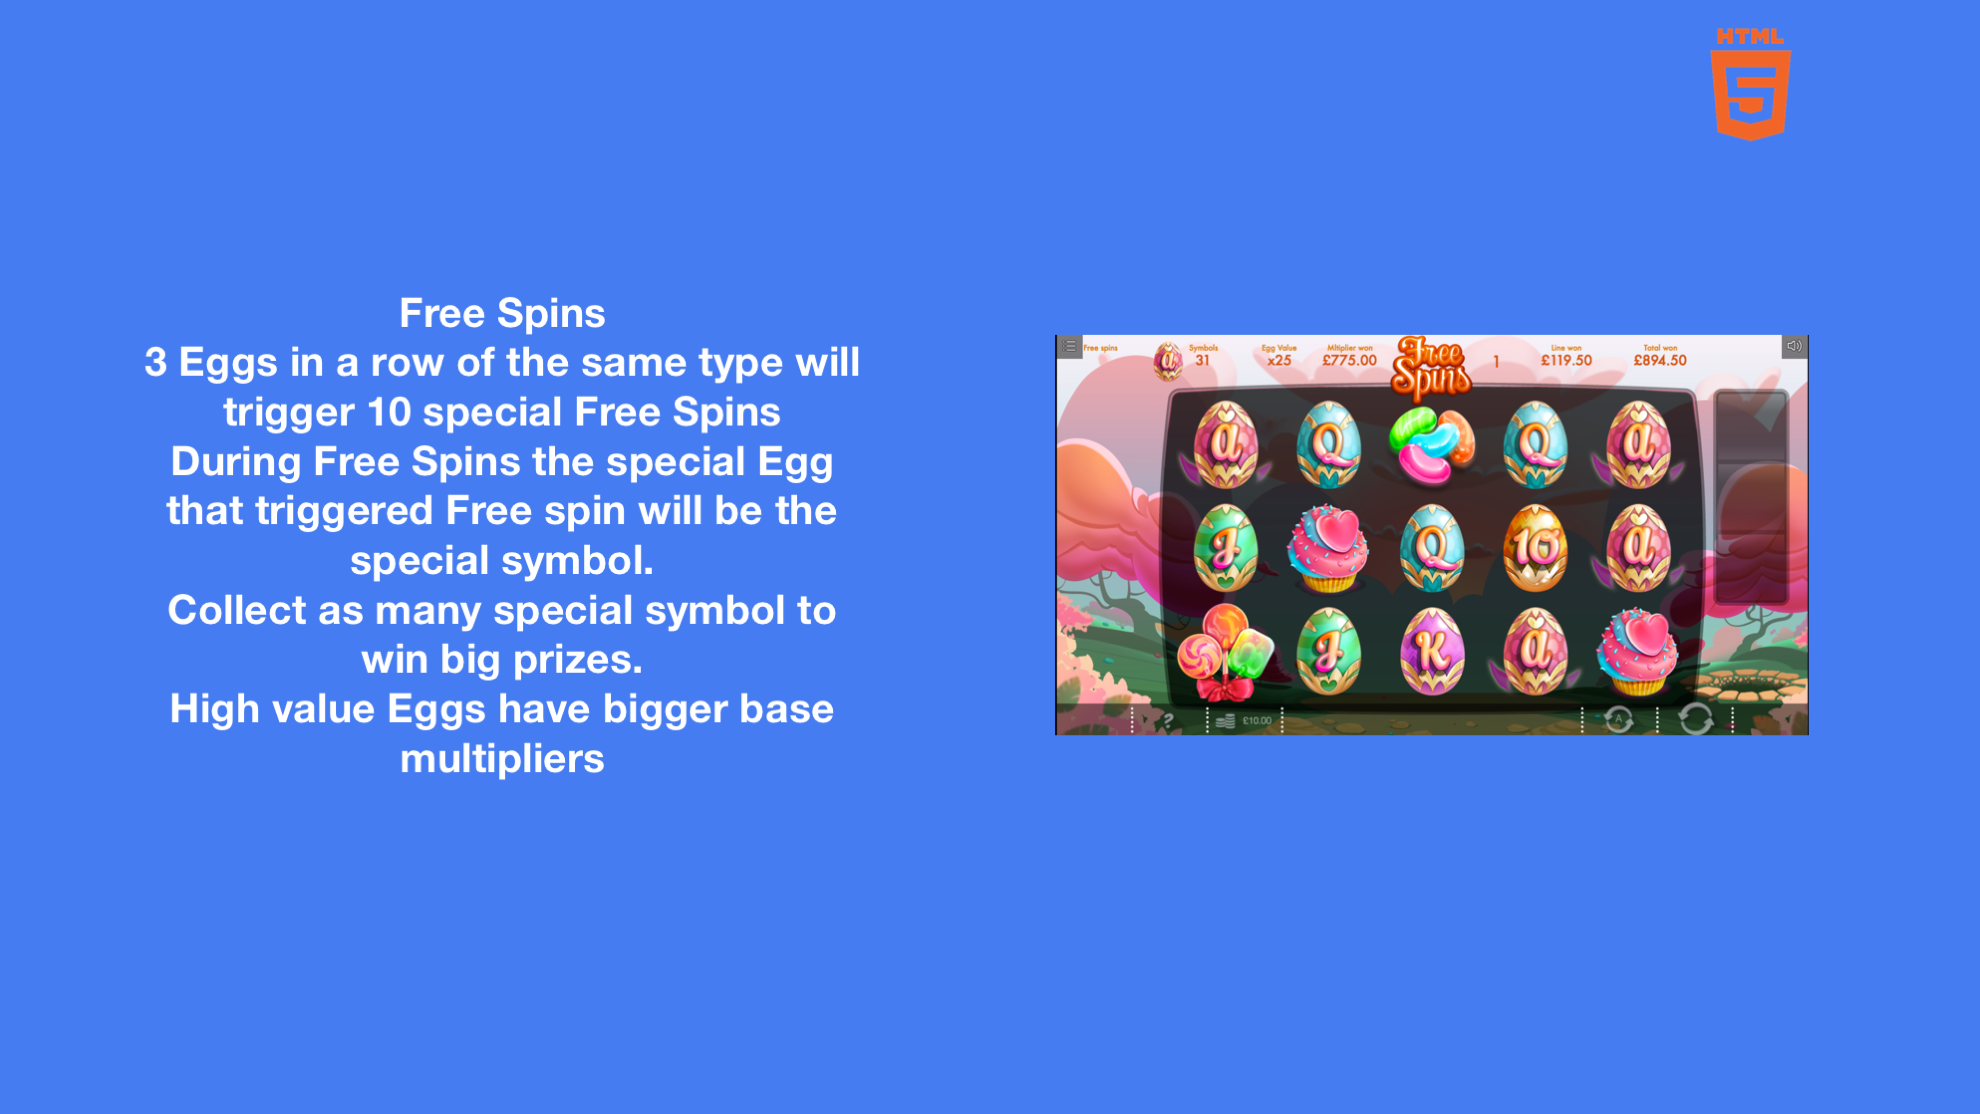 HTML
5
Free Spins
3 Eggs in a row of the same type will
trigger 10 special Free Spins
During Free Spins the special Egg
that triggered Free spin will be the
special symbol.
Collect as many special symbol to
win big prizes.
High value Eggs have bigger base
multipliers
Free spins
a
Symbols
31
Egg Value
x25
Mltiplier won
£775.00
Free
Spins
1
Line won
£119.50
Total won
£894.50
a Q Q a
J Q 10 a
J K a
? £10.00 A